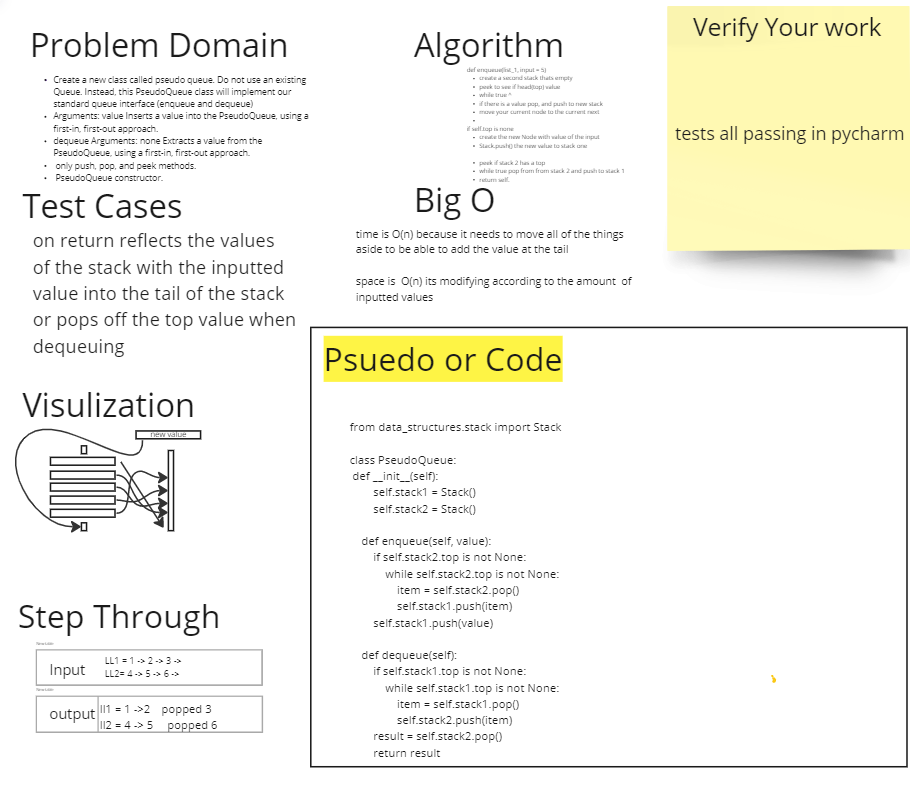 Problem Domain
• Create a new class called pseudo queue. Do not use an existing
Queue. Instead, this PseudoQueue class will implement our
standard queue interface (enqueue and dequeue)
• Arguments: value Inserts a value into the PseudoQueue, using a
first-in, first-out approach.
• dequeue Arguments: none Extracts a value from the
PseudoQueue, using a first-in, first-out approach.
• only push, pop, and peek methods.
• PseudoQueue constructor.
Test Cases
on return reflects the values
of the stack with the inputted
value into the tail of the stack
or pops off the top value when
dequeuing
Visulization
new value
Step Through
Input
LL1 = 1 -> 2 -> 3 ->
LL2= 4 -> 5 -> 6 ->
output
ll1 = 1 ->2 popped 3
ll2 = 4 -> 5 popped 6
Algorithm
def enqueue(list_1, input = 5)
• create a second stack thats empty
• peek to see if head(top) value
• while true ^
• if there is a value pop, and push to new stack
• move your current node to the current next
•
if self.top is none
• create the new Node with value of the input
• Stack.push() the new value to stack one
• peek if stack 2 has a top
• while true pop from from stack 2 and push to stack 1
• return self.
Big O
time is O(n) because it needs to move all of the things
aside to be able to add the value at the tail
space is O(n) its modifying according to the amount of
inputted values
Verify Your work
tests all passing in pycharm
Psuedo or Code
from data_structures.stack import Stack
class PseudoQueue:
def __init__(self):
self.stack1 = Stack()
self.stack2 = Stack()
def enqueue(self, value):
if self.stack2.top is not None:
while self.stack2.top is not None:
item = self.stack2.pop()
self.stack1.push(item)
self.stack1.push(value)
def dequeue(self):
if self.stack1.top is not None:
while self.stack1.top is not None:
item = self.stack1.pop()
self.stack2.push(item)
result = self.stack2.pop()
return result